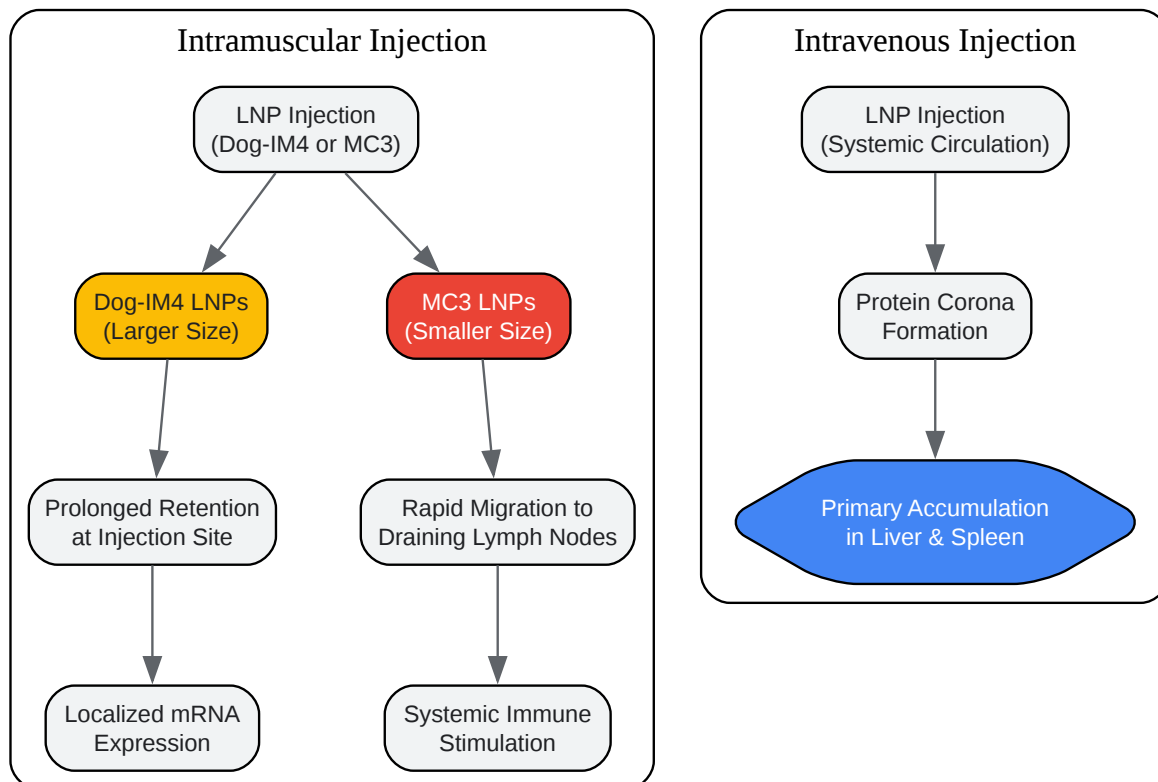 Intramuscular Injection
LNP Injection
(Dog-IM4 or MC3)
Dog-IM4 LNPs
(Larger Size)
MC3 LNPs
(Smaller Size)
Prolonged Retention
at Injection Site
Rapid Migration to
Draining Lymph Nodes
Localized mRNA
Expression
Systemic Immune
Stimulation
Intravenous Injection
LNP Injection
(Systemic Circulation)
Protein Corona
Formation
Primary Accumulation
in Liver & Spleen